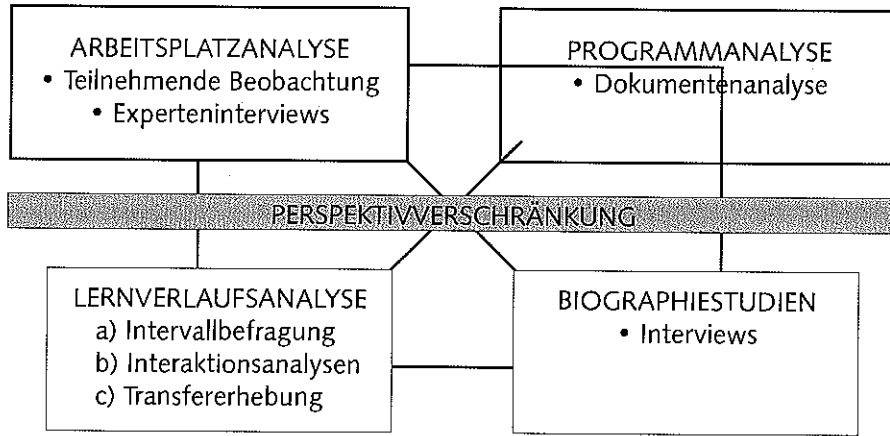 ARBEITSPLATZANALYSE
• Teilnehmende Beobachtung
• Experteninterviews
PROGRAMMANALYSE
• Dokumentenanalyse
PERSPEKTIVVERSCHRÄNKUNG
LERNVERLAUFSANALYSE
a) Intervallbefragung
b) Interaktionsanalysen
c) Transfererhebung
BIOGRAPHIESTUDIEN
• Interviews